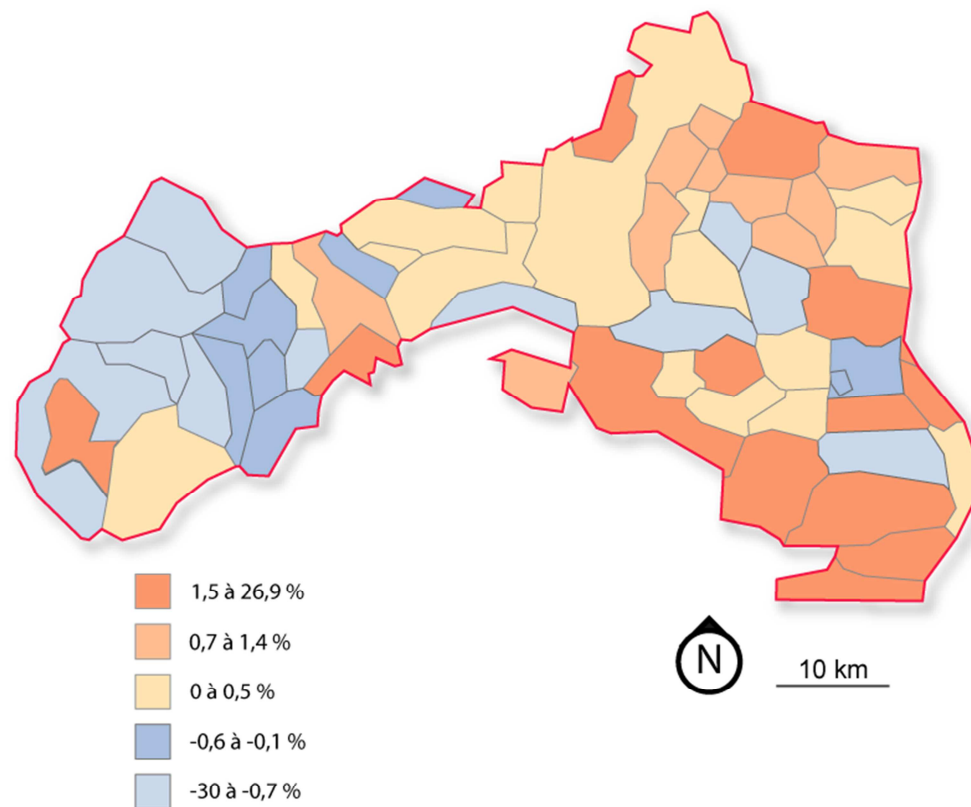 1,5 à 26,9 %
0,7 à 1,4 %
0 à 0,5 %
-0,6 à -0,1 %
-30 à -0,7 %
N
10 km